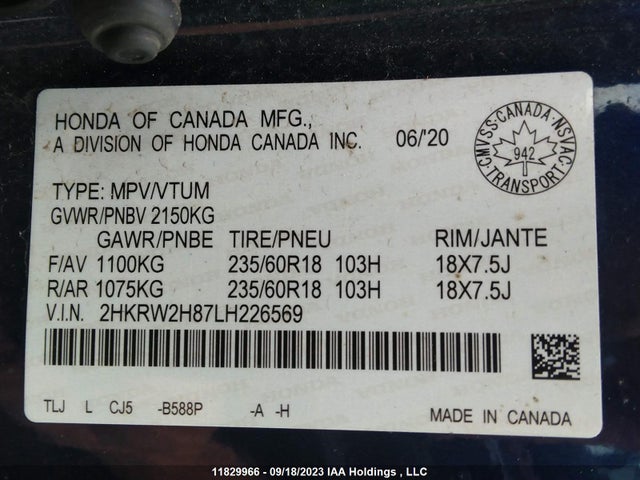 HONDA OF CANADA MFG.,
A DIVISION OF HONDA CANADA INC. 06/'20
CMVSS·CANADA·NSVAC
942
·TRANSPORT·
TYPE: MPV/VTUM
GVWR/PNBV 2150KG
GAWR/PNBE TIRE/PNEU RIM/JANTE
F/AV 1100KG 235/60R18 103H 18X7.5J
R/AR 1075KG 235/60R18 103H 18X7.5J
V.I.N. 2HKRW2H87LH226569
TLJ L CJ5 -B588P -A -H MADE IN CANADA
11829966 - 09/18/2023 IAA Holdings , LLC